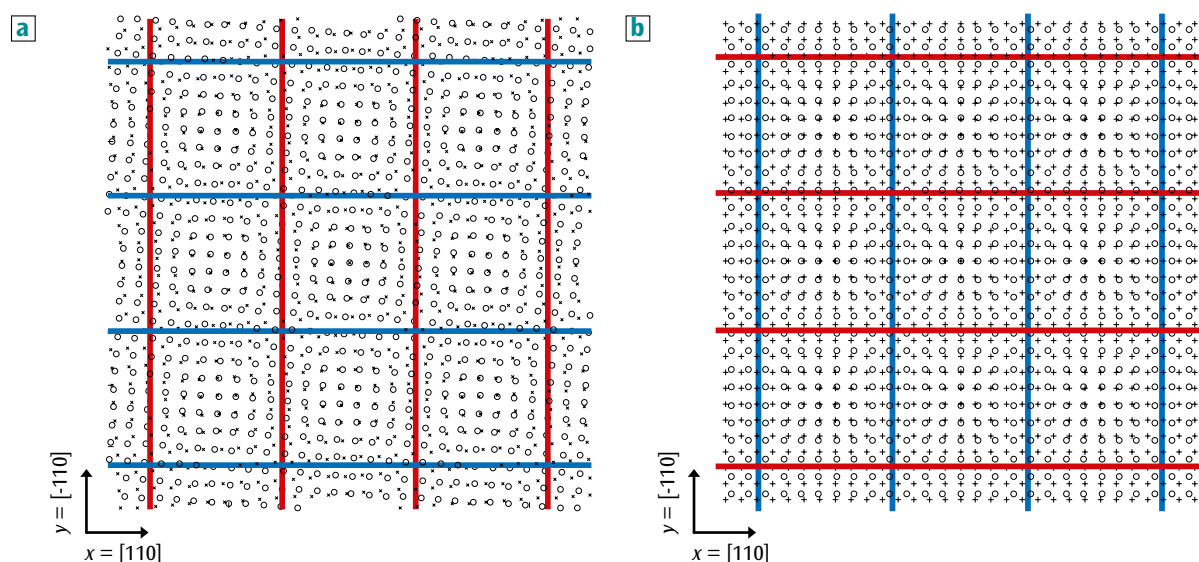 a
y = [-110]
x = [110]
b
y = [-110]
x = [110]